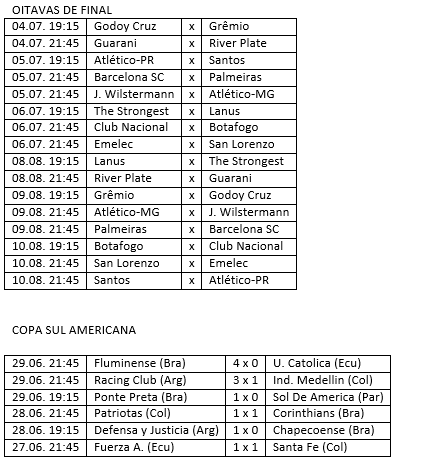 OITAVAS DE FINAL
04.07. 19:15 Godoy Cruz x Grêmio
04.07. 21:45 Guarani x River Plate
05.07. 19:15 Atlético-PR x Santos
05.07. 21:45 Barcelona SC x Palmeiras
05.07. 21:45 J. Wilstermann x Atlético-MG
06.07. 19:15 The Strongest x Lanus
06.07. 21:45 Club Nacional x Botafogo
06.07. 21:45 Emelec x San Lorenzo
08.08. 19:15 Lanus x The Strongest
08.08. 21:45 River Plate x Guarani
09.08. 19:15 Grêmio x Godoy Cruz
09.08. 21:45 Atlético-MG x J. Wilstermann
09.08. 21:45 Palmeiras x Barcelona SC
10.08. 19:15 Botafogo x Club Nacional
10.08. 21:45 San Lorenzo x Emelec
10.08. 21:45 Santos x Atlético-PR
COPA SUL AMERICANA
29.06. 21:45 Fluminense (Bra) 4 x 0 U. Catolica (Ecu)
29.06. 21:45 Racing Club (Arg) 3 x 1 Ind. Medellin (Col)
29.06. 19:15 Ponte Preta (Bra) 1 x 0 Sol De America (Par)
28.06. 21:45 Patriotas (Col) 1 x 1 Corinthians (Bra)
28.06. 19:15 Defensa y Justicia (Arg) 1 x 0 Chapecoense (Bra)
27.06. 21:45 Fuerza A. (Ecu) 1 x 1 Santa Fe (Col)